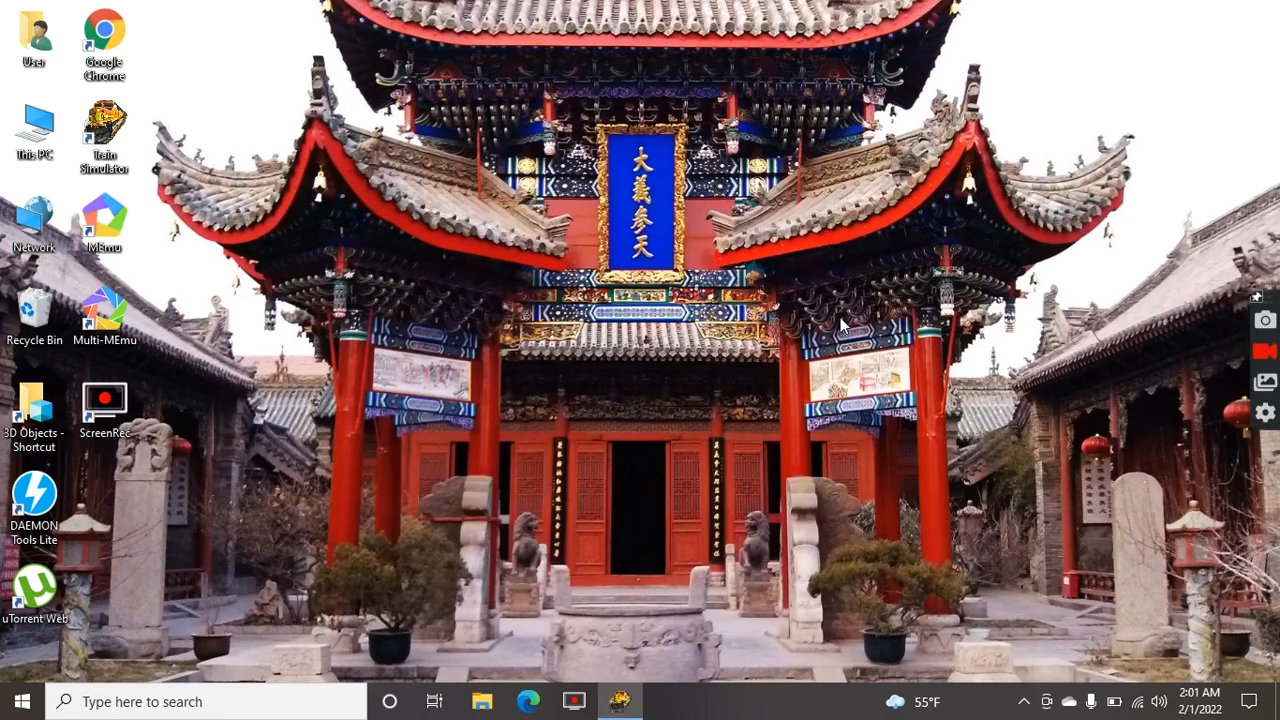 User
Google
Chrome
This PC
Train
Simulator
Network
MEmu
Recycle Bin
Multi-MEmu
3D Objects -
Shortcut
ScreenRec
DAEMON
Tools Lite
uTorrent Web
大義參天
Type here to search
55°F
2:01 AM
2/1/2022